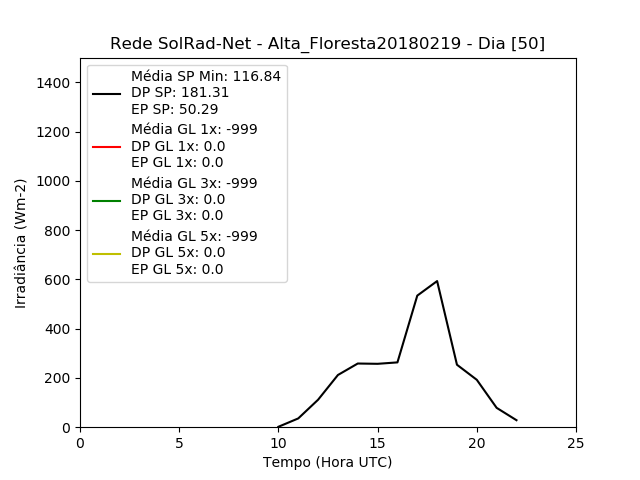 Rede SolRad-Net - Alta_Floresta20180219 - Dia [50]
Média SP Min: 116.84
DP SP: 181.31
EP SP: 50.29
Média GL 1x: -999
DP GL 1x: 0.0
EP GL 1x: 0.0
Média GL 3x: -999
DP GL 3x: 0.0
EP GL 3x: 0.0
Média GL 5x: -999
DP GL 5x: 0.0
EP GL 5x: 0.0
Irradiância (Wm-2)
1400
1200
1000
800
600
400
200
0
0 5 10 15 20 25
Tempo (Hora UTC)